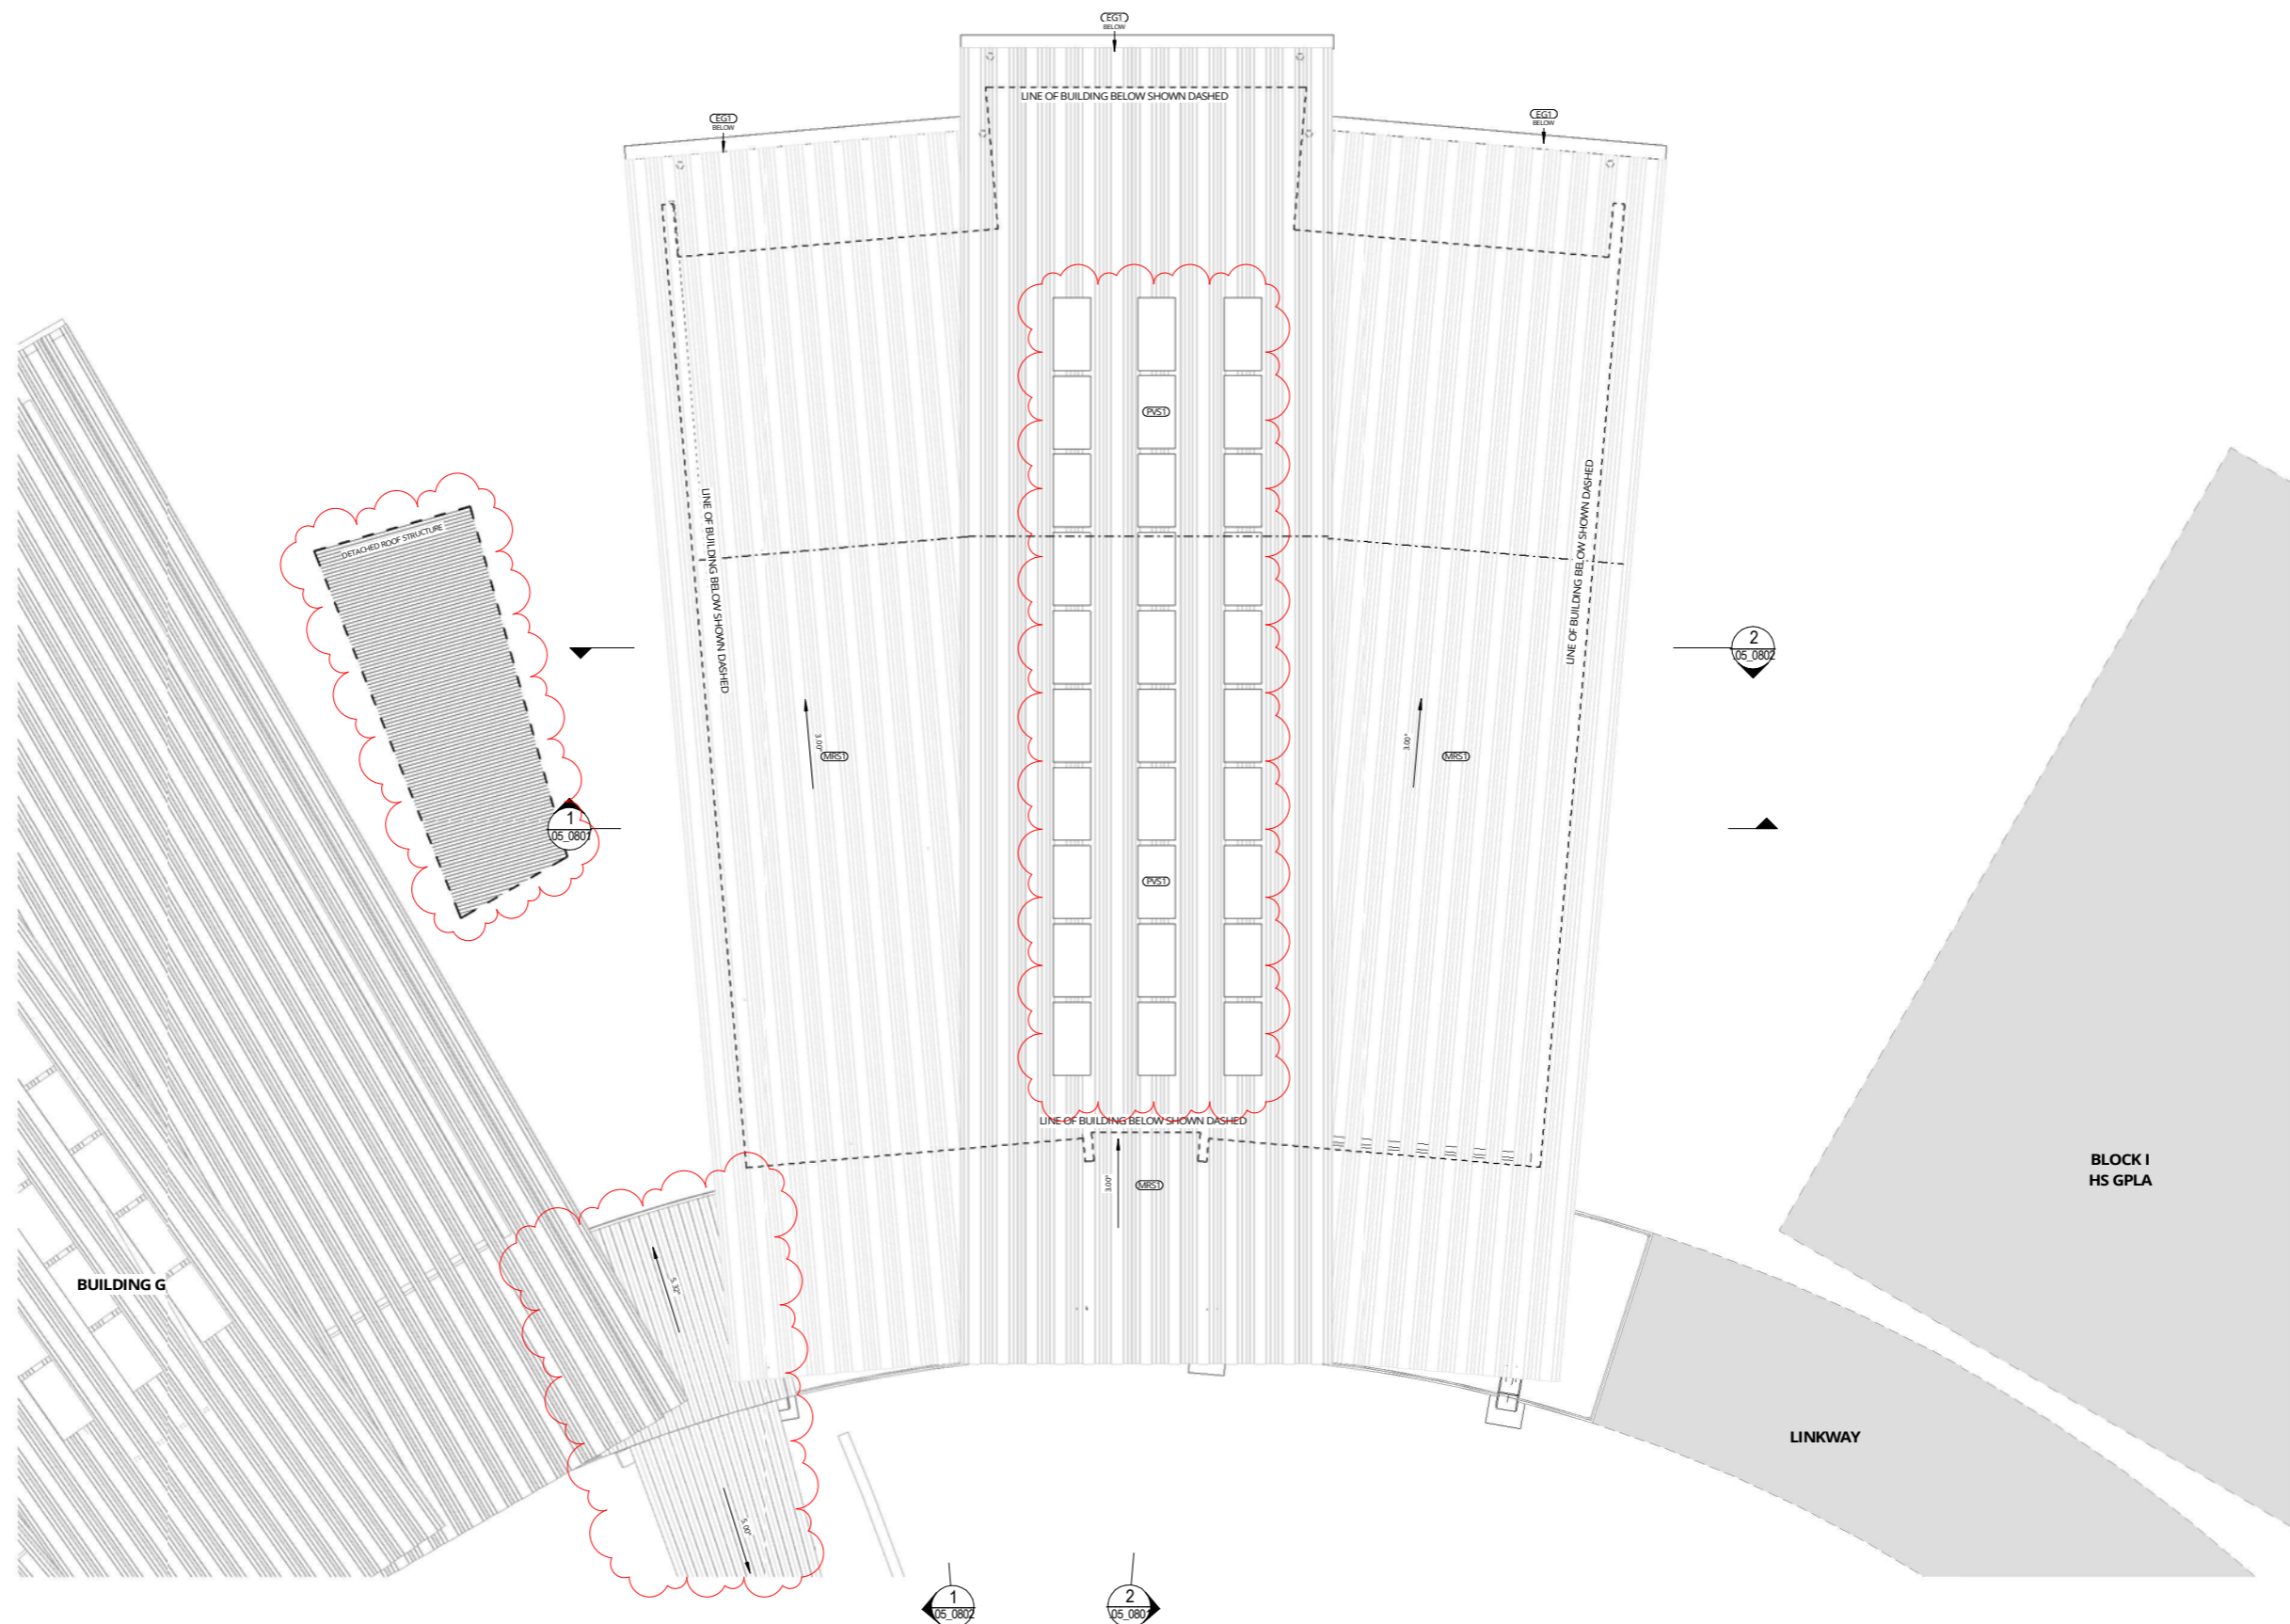 EG1
BELOW
LINE OF BUILDING BELOW SHOWN DASHED
EG1
BELOW
EG1
BELOW
PVS1
DETACHED ROOF STRUCTURE
LINE OF BUILDING BELOW SHOWN DASHED
LINE OF BUILDING BELOW SHOWN DASHED
2
05_0802
3.00°
MRS1
3.00°
MRS1
1
05_0801
PVS1
LINE OF BUILDING BELOW SHOWN DASHED
3.00°
MRS1
BLOCK I
HS GPLA
5.32°
BUILDING G
LINKWAY
5.00°
1
05_0802
2
05_0801